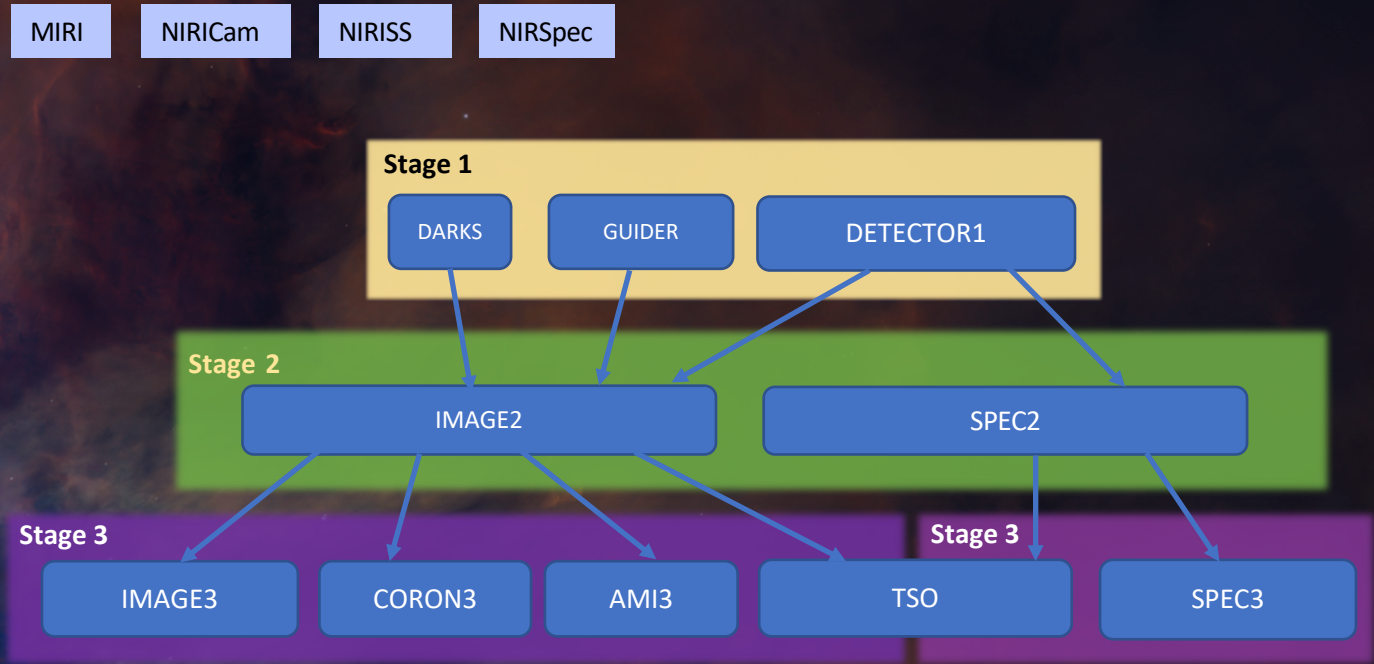 MIRI
NIRICam
NIRISS
NIRSpec
Stage 1
DARKS
GUIDER
DETECTOR1
Stage 2
IMAGE2
SPEC2
Stage 3
Stage 3
IMAGE3
CORON3
AMI3
TSO
SPEC3